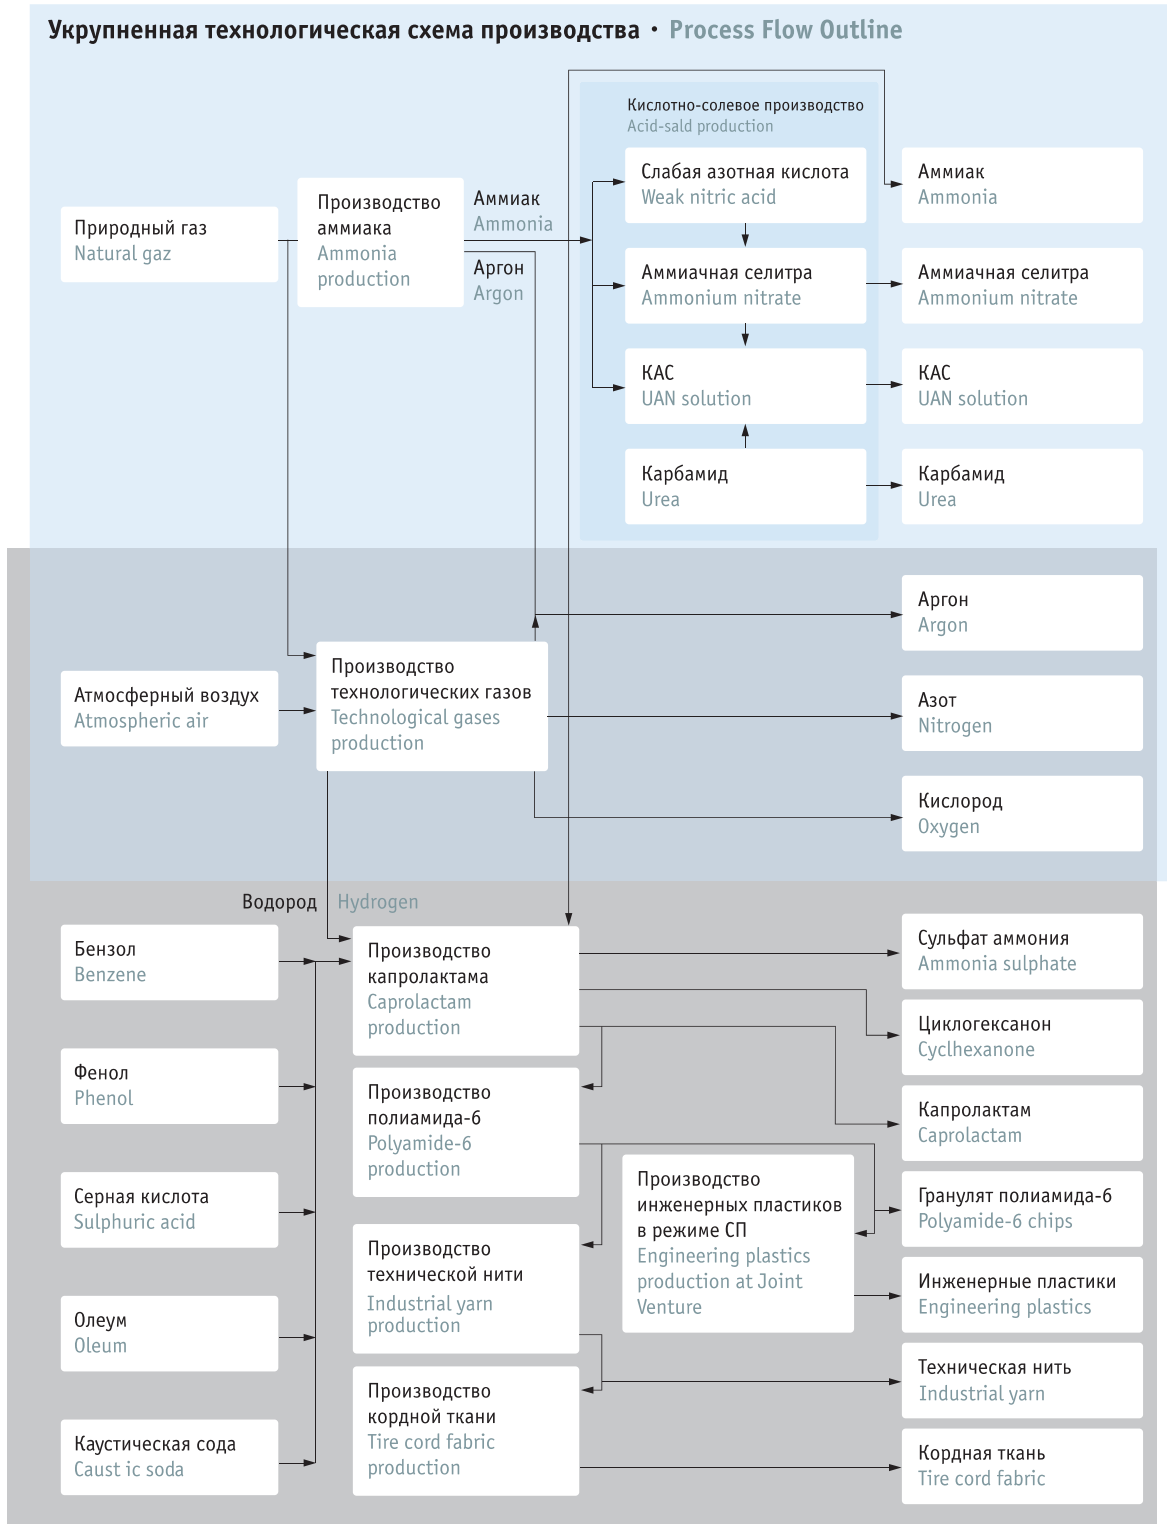 Укрупненная технологическая схема производства • Process Flow Outline
Кислотно-солевое производство
Acid-sald production
Природный газ
Natural gaz
Производство
аммиака
Ammonia
production
Аммиак
Ammonia
Аргон
Argon
Слабая азотная кислота
Weak nitric acid
Аммиачная селитра
Ammonium nitrate
КАС
UAN solution
Карбамид
Urea
Аммиак
Ammonia
Аммиачная селитра
Ammonium nitrate
КАС
UAN solution
Карбамид
Urea
Атмосферный воздух
Atmospheric air
Производство
технологических газов
Technological gases
production
Аргон
Argon
Азот
Nitrogen
Кислород
Oxygen
Водород Hydrogen
Бензол
Benzene
Фенол
Phenol
Серная кислота
Sulphuric acid
Олеум
Oleum
Каустическая сода
Caust ic soda
Производство
капролактама
Caprolactam
production
Производство
полиамида-6
Polyamide-6
production
Производство
технической нити
Industrial yarn
production
Производство
кордной ткани
Tire cord fabric
production
Производство
инженерных пластиков
в режиме СП
Engineering plastics
production at Joint
Venture
Сульфат аммония
Ammonia sulphate
Циклогексанон
Cyclhexanone
Капролактам
Caprolactam
Гранулят полиамида-6
Polyamide-6 chips
Инженерные пластики
Engineering plastics
Техническая нить
Industrial yarn
Кордная ткань
Tire cord fabric